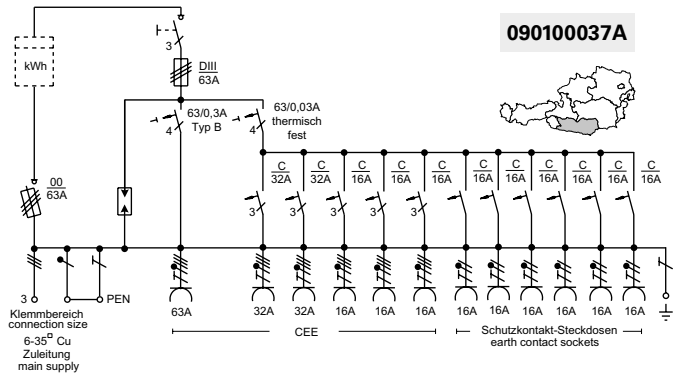 090100037A
kWh
3
DIII
63A
63/0,3A
Typ B
4
63/0,03A
thermisch
fest
4
00
63A
C C C C C C C C C C C
32A 32A 16A 16A 16A 16A 16A 16A 16A 16A 16A
3 3 3 3 3
3 PEN
63A 32A 32A 16A 16A 16A 16A 16A 16A 16A 16A 16A
Klemmbereich
connection size
6-35□ Cu
Zuleitung
main supply
CEE
Schutzkontakt-Steckdosen
earth contact sockets